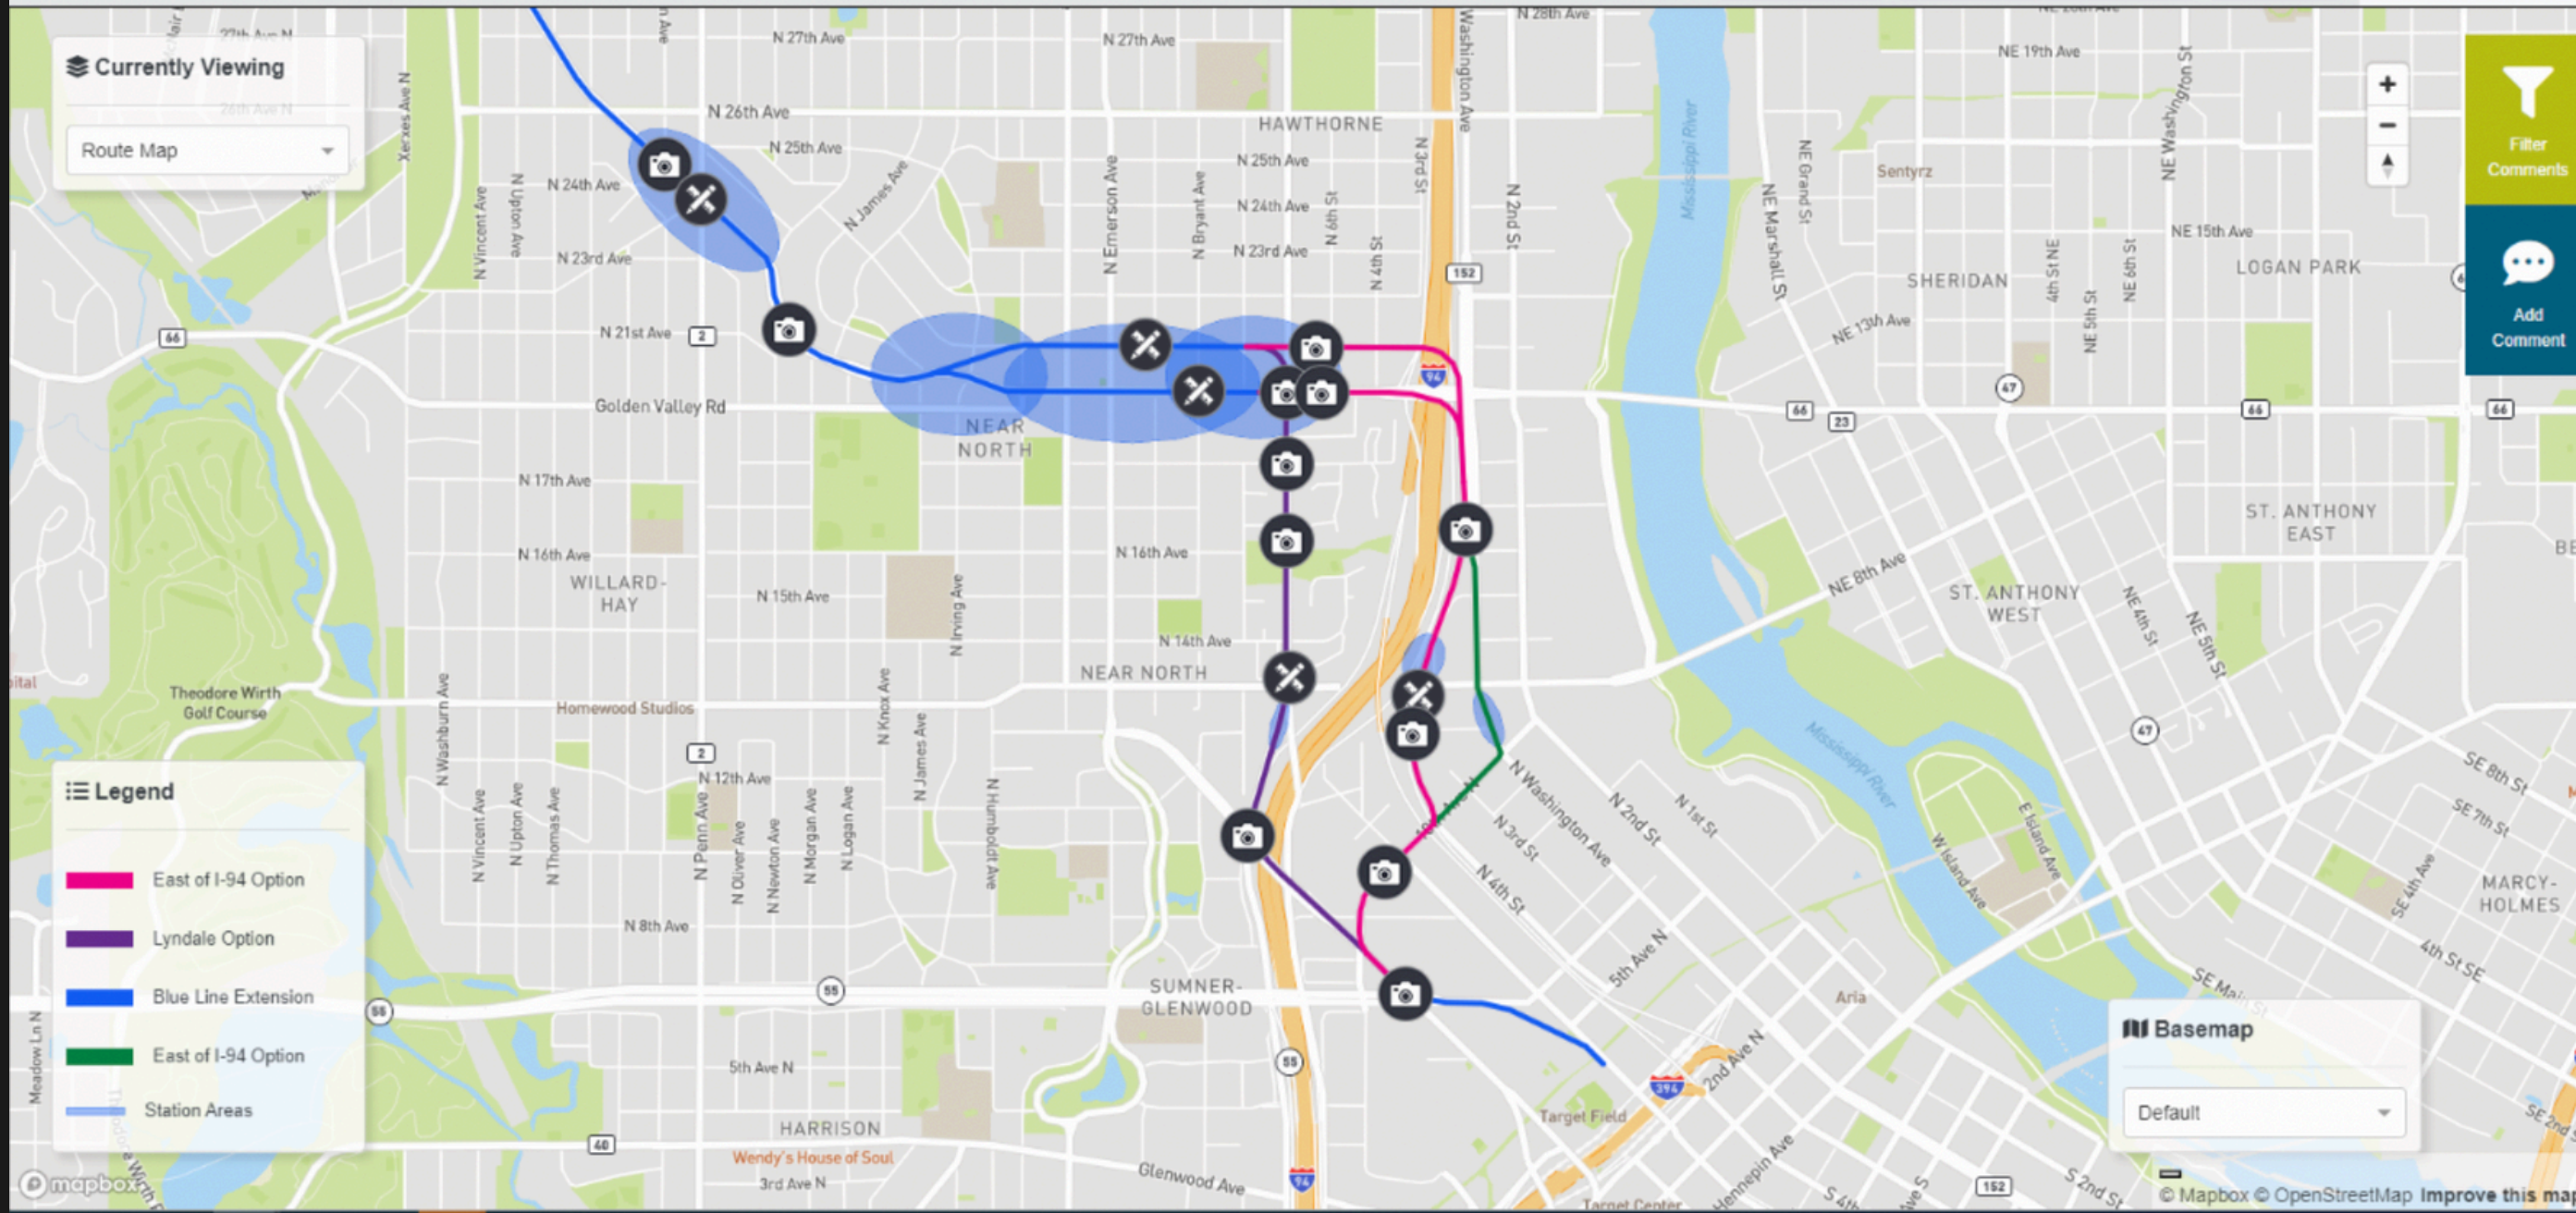 Currently Viewing
Route Map
27th Ave N
26th Ave N
Xerxes Ave N
N 27th Ave
N 27th Ave
N 28th Ave
Washington Ave
NE 19th Ave
NE Washington St
N 26th Ave
HAWTHORNE
N 25th Ave
N 25th Ave
N 3rd St
Mississippi River
NE Grand St
Sentyrz
Filter
Comments
N 24th Ave
N Vincent Ave
N Upton Ave
N James Ave
N Emerson Ave
N Bryant Ave
N 24th Ave
N 6th St
N 2nd St
NE Marshall St
NE 15th Ave
N 23rd Ave
N 23rd Ave
N 4th St
152
SHERIDAN
4th St NE
NE 6th St
NE 5th St
LOGAN PARK
Add
Comment
66
N 21st Ave
2
94
NE 13th Ave
47
Golden Valley Rd
NEAR
NORTH
66
23
66
66
N 17th Ave
ST. ANTHONY
EAST
N 16th Ave
N 16th Ave
WILLARD-
HAY
N 15th Ave
N Irving Ave
NE 8th Ave
ST. ANTHONY
WEST
NE 4th St
NE 5th St
N 14th Ave
NEAR NORTH
Theodore Wirth
Golf Course
Homewood Studios
N Washburn Ave
N Knox Ave
N James Ave
2
N 12th Ave
Mississippi River
47
SE 8th St
SE 7th St
Legend
East of I-94 Option
Lyndale Option
Blue Line Extension
East of I-94 Option
Station Areas
N Vincent Ave
N Upton Ave
N Thomas Ave
N Penn Ave
N Oliver Ave
N Newton Ave
N Morgan Ave
N Logan Ave
N Humboldt Ave
N Washington Ave
N 2nd St
N 1st St
N 3rd St
N 4th St
W Island Ave
E Island Ave
SE 4th Ave
MARCY-
HOLMES
N 8th Ave
5th Ave N
4th St SE
SE Main St
55
55
SUMNER-
GLENWOOD
Aria
Meadow Ln N
5th Ave N
55
394
2nd Ave N
Target Field
Basemap
Default
HARRISON
40
Wendy's House of Soul
3rd Ave N
Glenwood Ave
94
Target Center
Hennepin Ave
152
S 2nd St
mapbox
© Mapbox © OpenStreetMap Improve this map